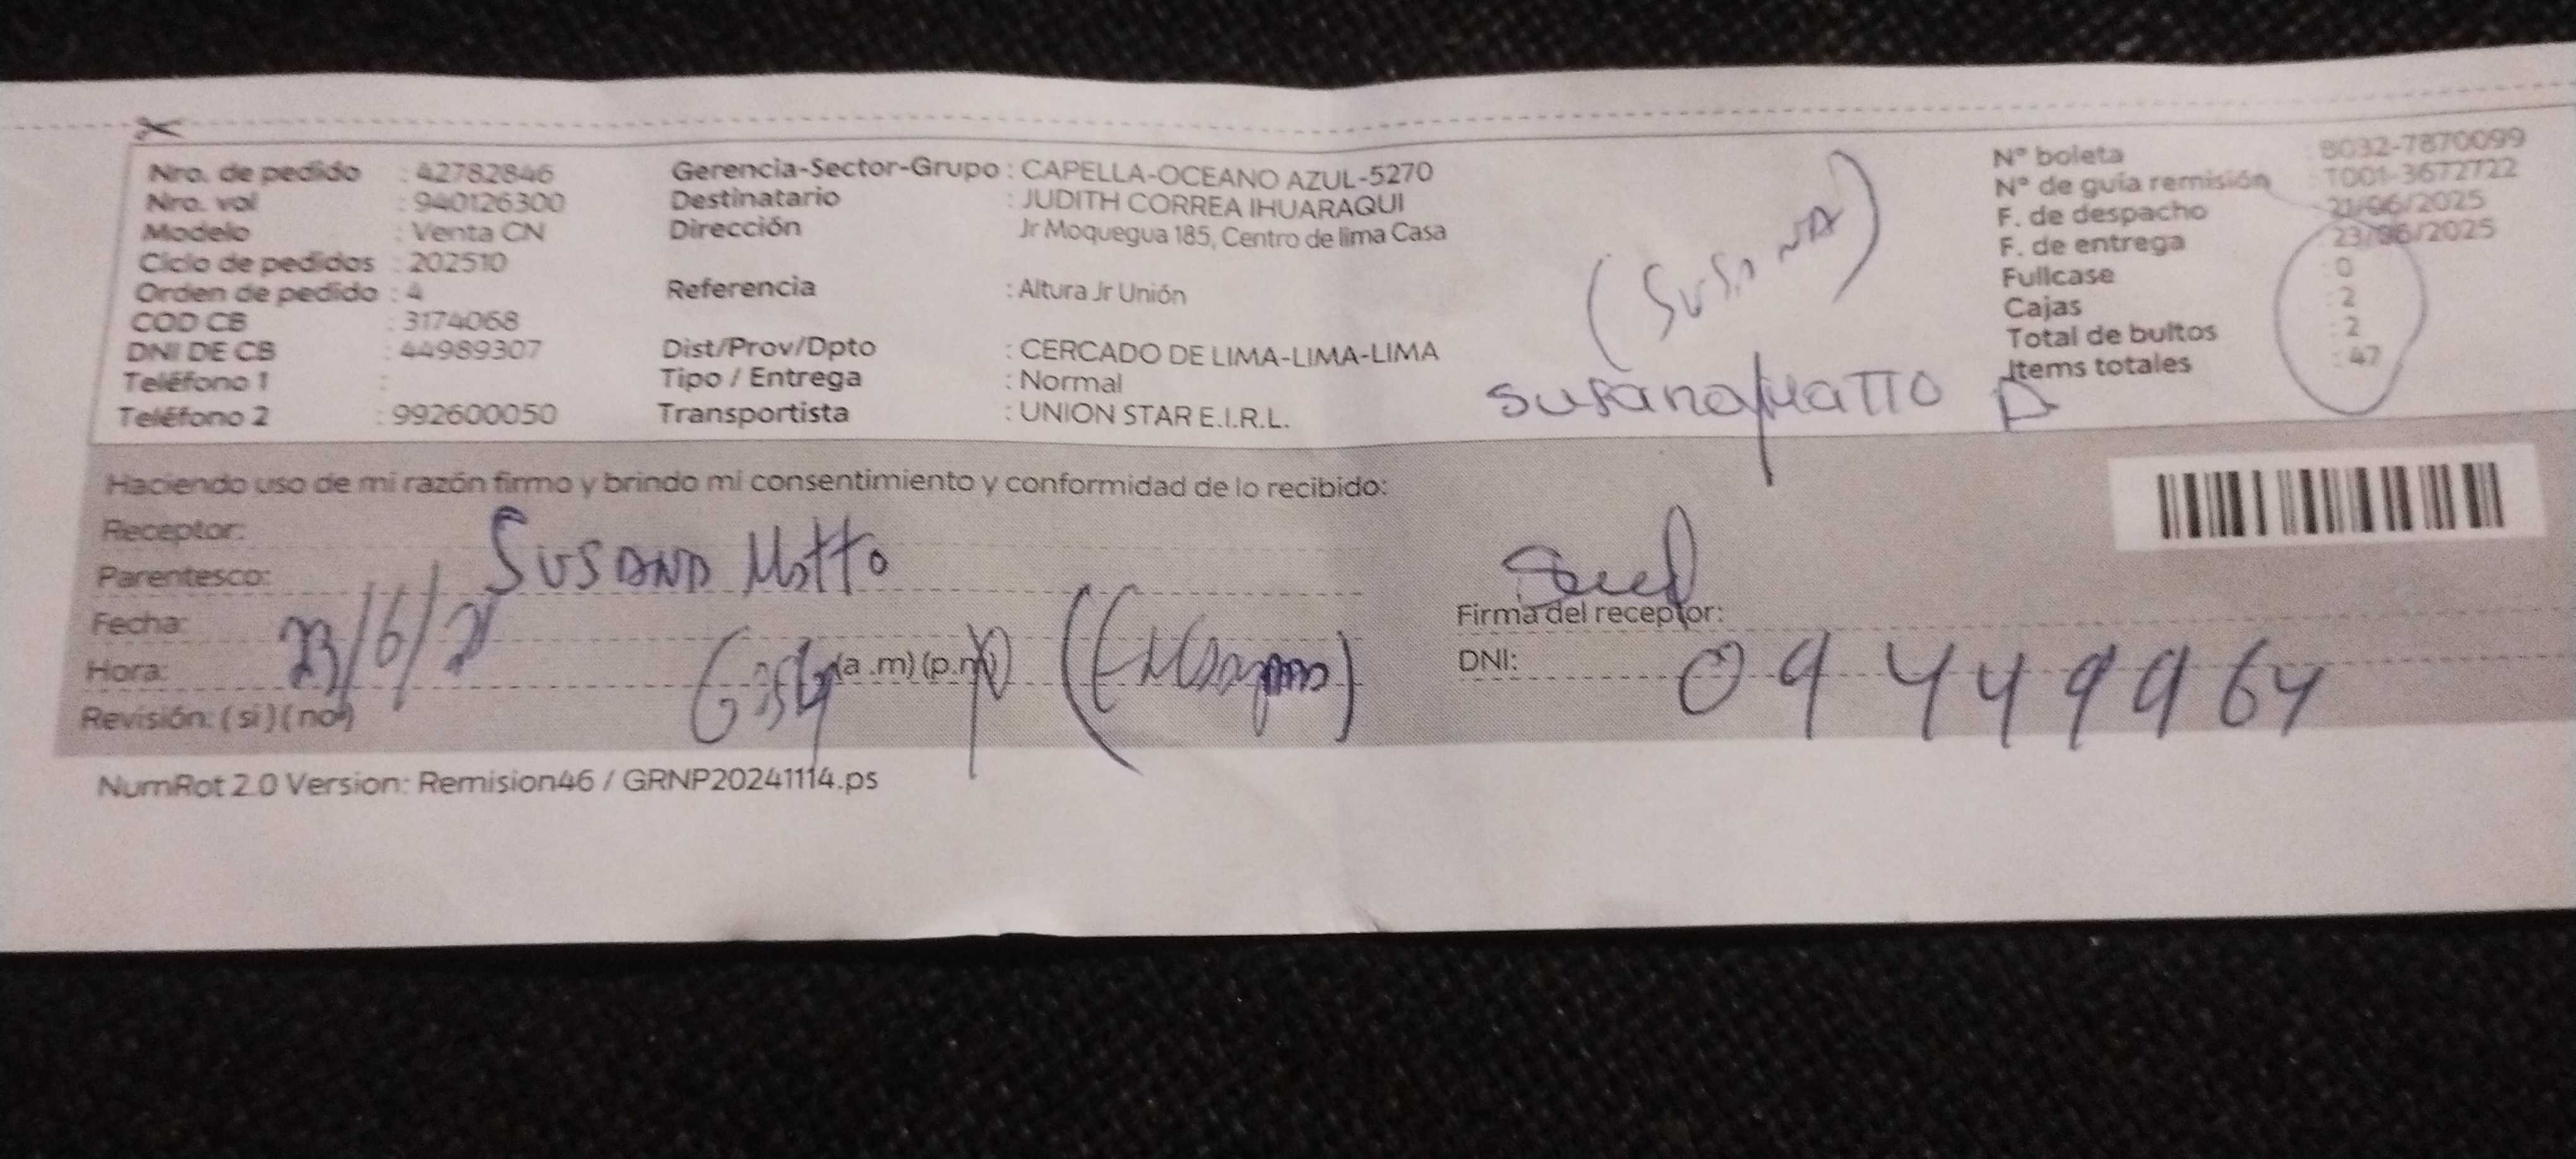 Nro. de pedido : 42782846
Nro. val : 940126300
Modelo : Venta CN
Ciclo de pedidos : 202510
Orden de pedido : 4
COD CB : 3174068
DNI DE CB : 44989307
Teléfono 1 :
Teléfono 2 : 992600050
Gerencia-Sector-Grupo : CAPELLA-OCEANO AZUL-5270
Destinatario : JUDITH CORREA IHUARAQUI
Dirección Jr Moquegua 185, Centro de lima Casa
Referencia : Altura Jr Unión
Dist/Prov/Dpto : CERCADO DE LIMA-LIMA-LIMA
Tipo / Entrega : Normal
Transportista : UNION STAR E.I.R.L.
(SUSANA)
Susana Matto D
N° boleta : B032-7870099
N° de guía remisión : T001-3672722
F. de despacho : 21/06/2025
F. de entrega : 23/06/2025
Fullcase : 0
Cajas : 2
Total de bultos : 2
Items totales : 47
Haciendo uso de mi razón firmo y brindo mi consentimiento y conformidad de lo recibido:
Receptor: SUSANA Matto
Parentesco:
Fecha: 23/6/25
Hora: (a.m) (p.m)
Revisión: (si) (no)
Firma del receptor:
DNI: 09449964
NumRot 2.0 Version: Remision46 / GRNP20241114.ps